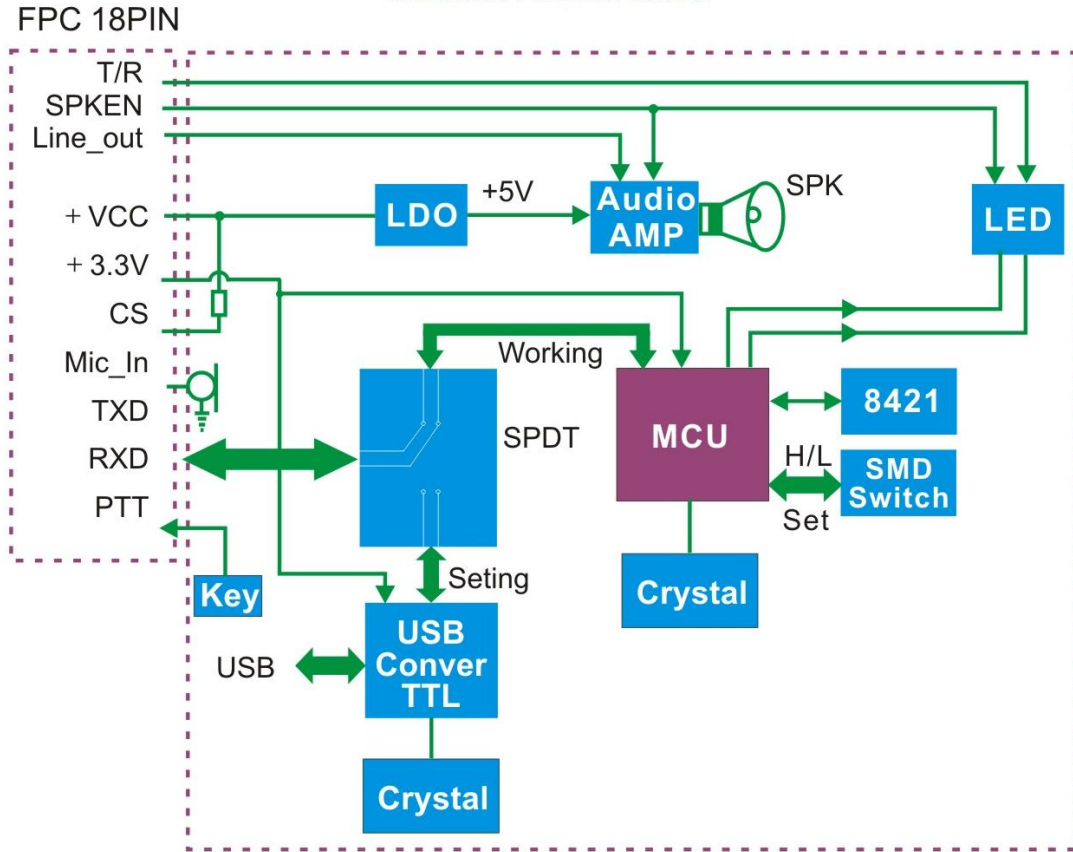 FPC 18PIN
T/R
SPKEN
Line_out
+ VCC
+ 3.3V
CS
Mic_In
TXD
RXD
PTT
LDO
+5V
Audio
AMP
SPK
LED
Working
SPDT
MCU
8421
H/L
SMD
Switch
Set
Key
Seting
USB
Conver
TTL
USB
Crystal
Crystal